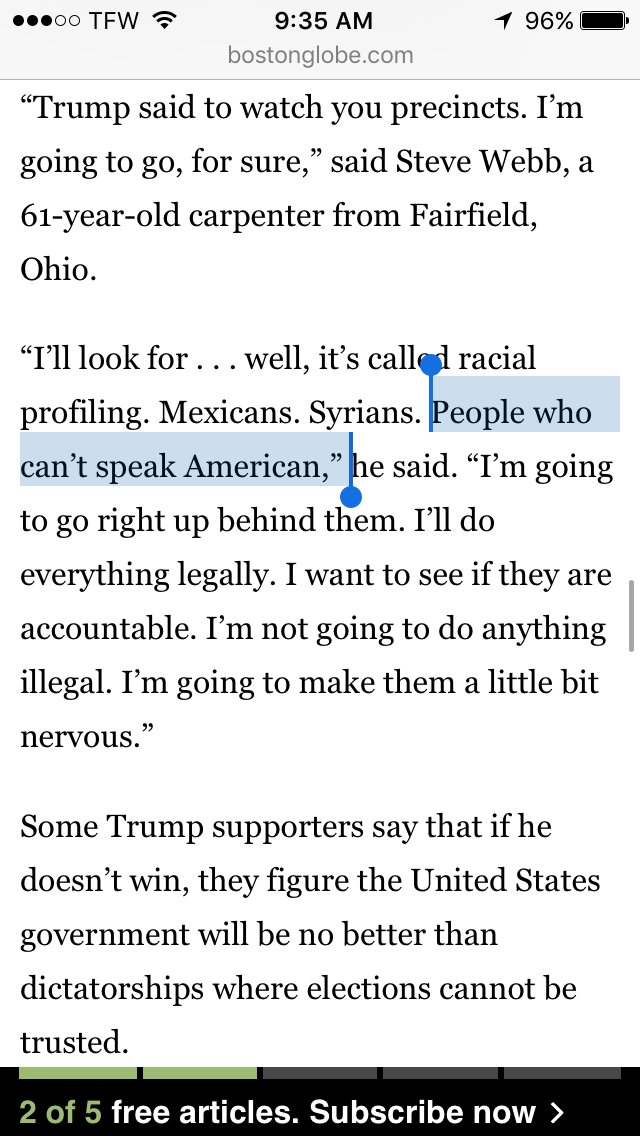 TFW 9:35 AM 96%
bostonglobe.com
“Trump said to watch you precincts. I’m
going to go, for sure,” said Steve Webb, a
61-year-old carpenter from Fairfield,
Ohio.
“I’ll look for . . . well, it’s called racial
profiling. Mexicans. Syrians. People who
can’t speak American,” he said. “I’m going
to go right up behind them. I’ll do
everything legally. I want to see if they are
accountable. I’m not going to do anything
illegal. I’m going to make them a little bit
nervous.”
Some Trump supporters say that if he
doesn’t win, they figure the United States
government will be no better than
dictatorships where elections cannot be
trusted.
2 of 5 free articles. Subscribe now >